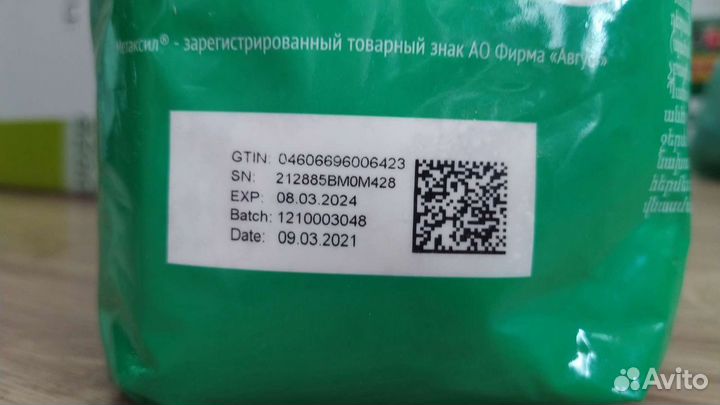 Метаксил® - зарегистрированный товарный знак АО Фирма «Август»
GTIN: 04606696006423
SN: 212885BM0M428
EXP: 08.03.2024
Batch: 1210003048
Date: 09.03.2021
Avito